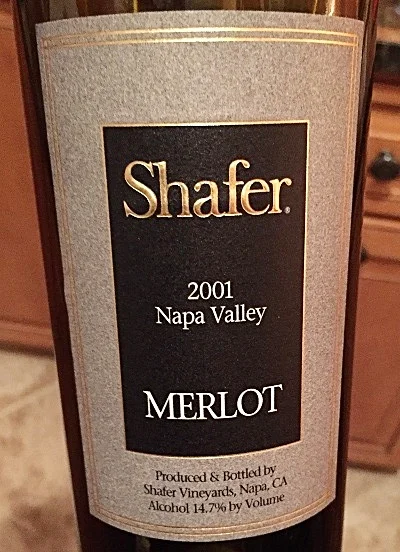 Shafer®
2001
Napa Valley
MERLOT
Produced & Bottled by
Shafer Vineyards, Napa, CA
Alcohol 14.7% by Volume